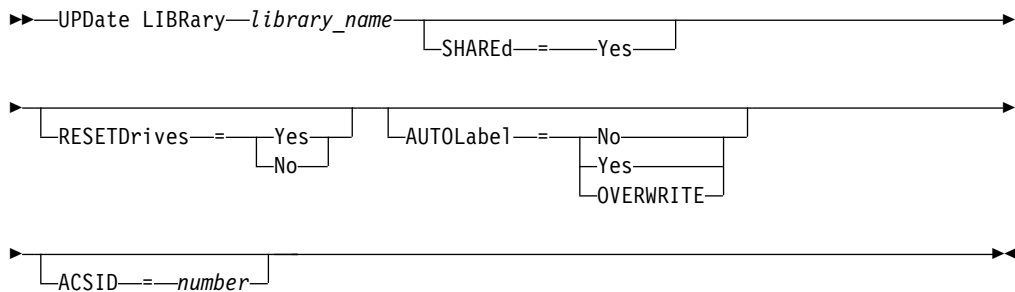 UPDate LIBRary library_name
SHAREd = Yes
RESETDrives = Yes AUTOLabel = No
No Yes
OVERWRITE
ACSID = number